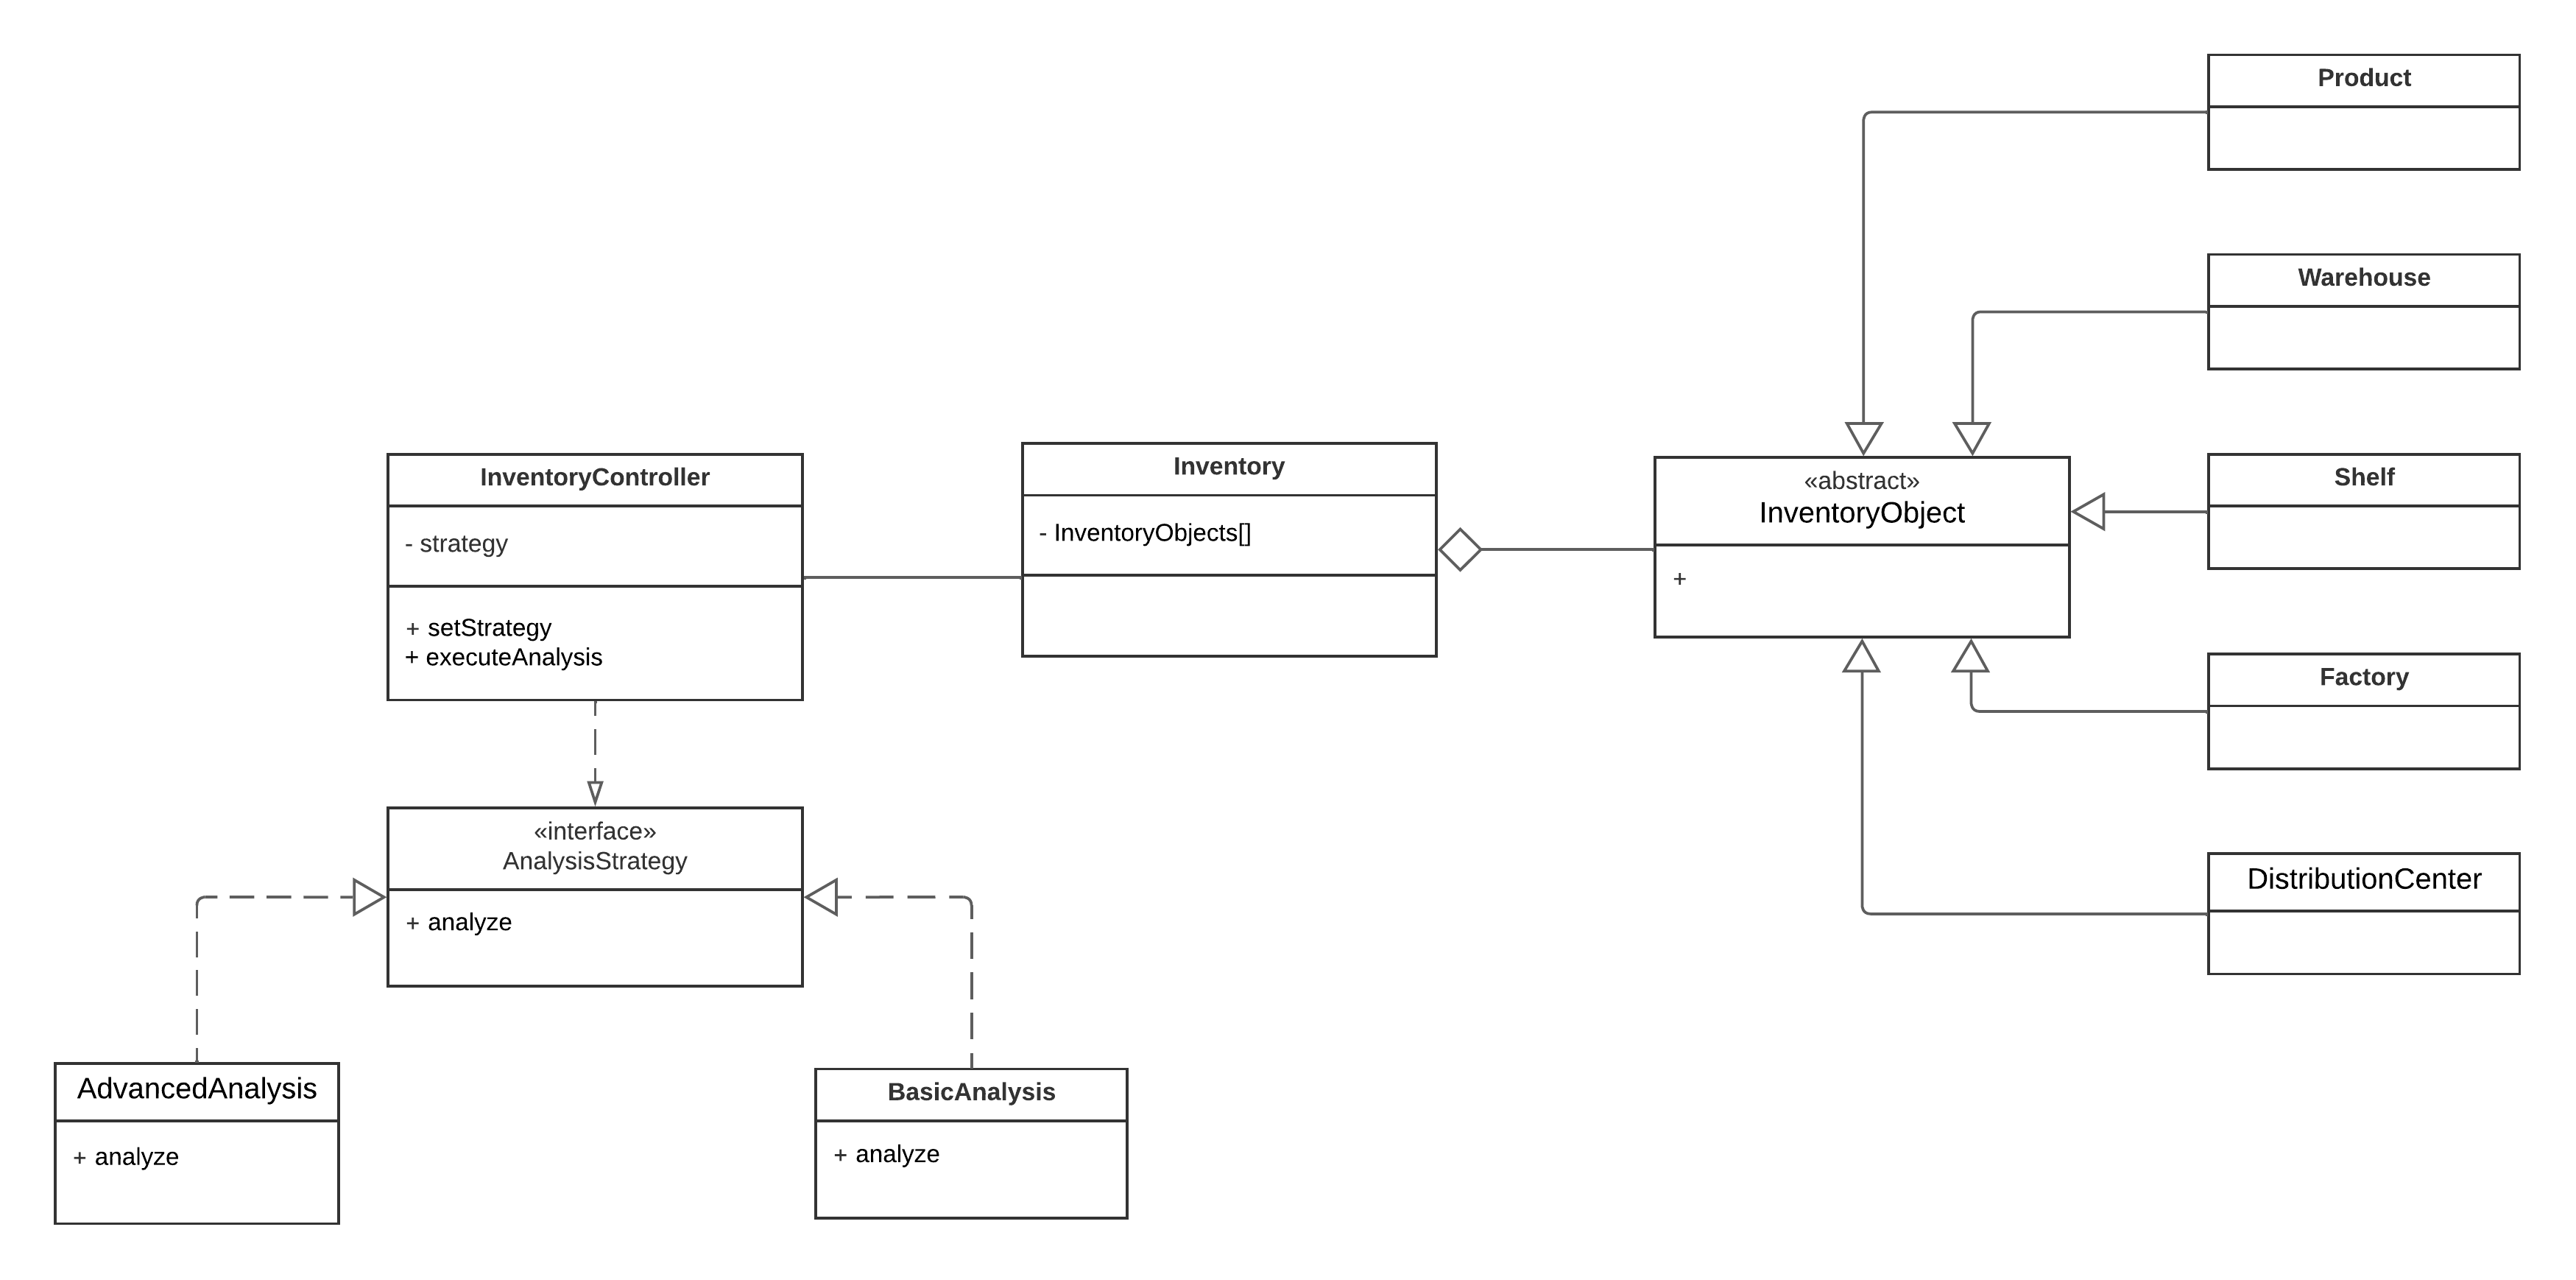 Product
Warehouse
InventoryController
- strategy
+ setStrategy
+ executeAnalysis
Inventory
- InventoryObjects[]
«abstract»
InventoryObject
+
Shelf
Factory
«interface»
AnalysisStrategy
+ analyze
DistributionCenter
AdvancedAnalysis
+ analyze
BasicAnalysis
+ analyze